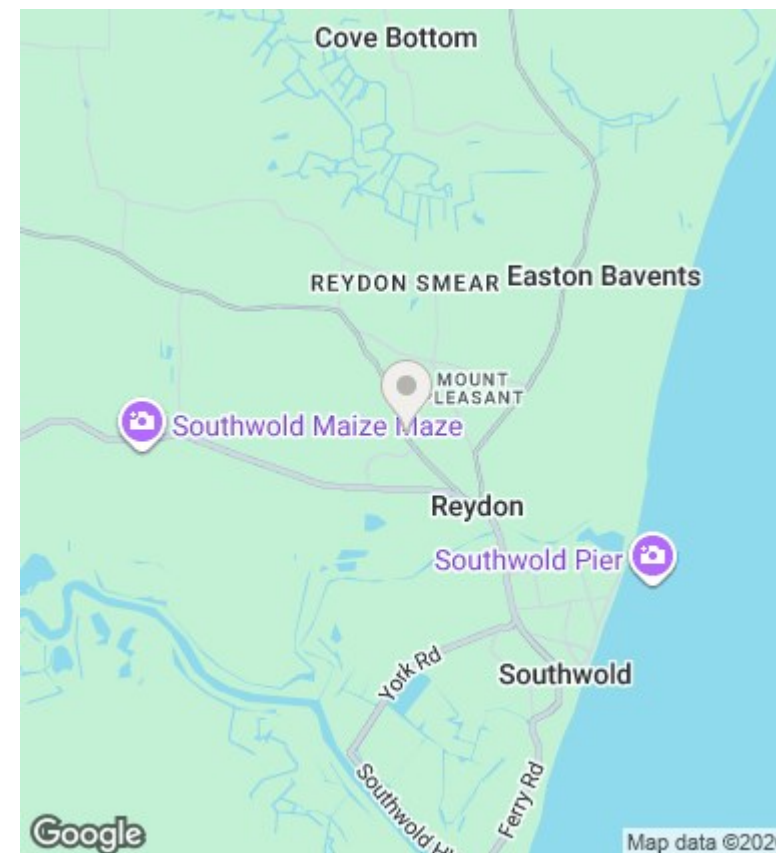 Cove Bottom
REYDON SMEAR
Easton Bavents
MOUNT
PLEASANT
Southwold Maize Maze
Reydon
Southwold Pier
York Rd
Southwold
Ferry Rd
Southwold
Google
Map data ©202